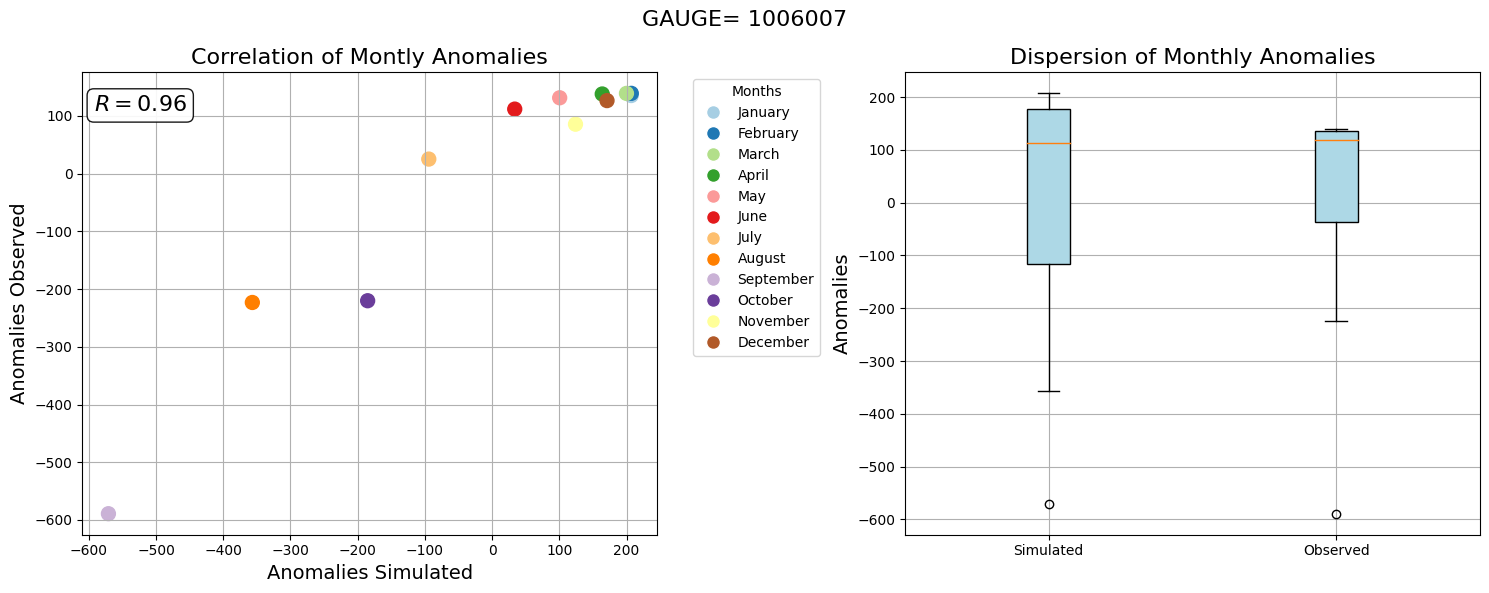 GAUGE= 1006007
Correlation of Montly Anomalies
R = 0.96
100
0
−100
−200
−300
−400
−500
−600
Anomalies Observed
−600 −500 −400 −300 −200 −100 0 100 200
Anomalies Simulated
Months
January
February
March
April
May
June
July
August
September
October
November
December
Dispersion of Monthly Anomalies
200
100
0
−100
−200
−300
−400
−500
−600
Anomalies
Simulated Observed